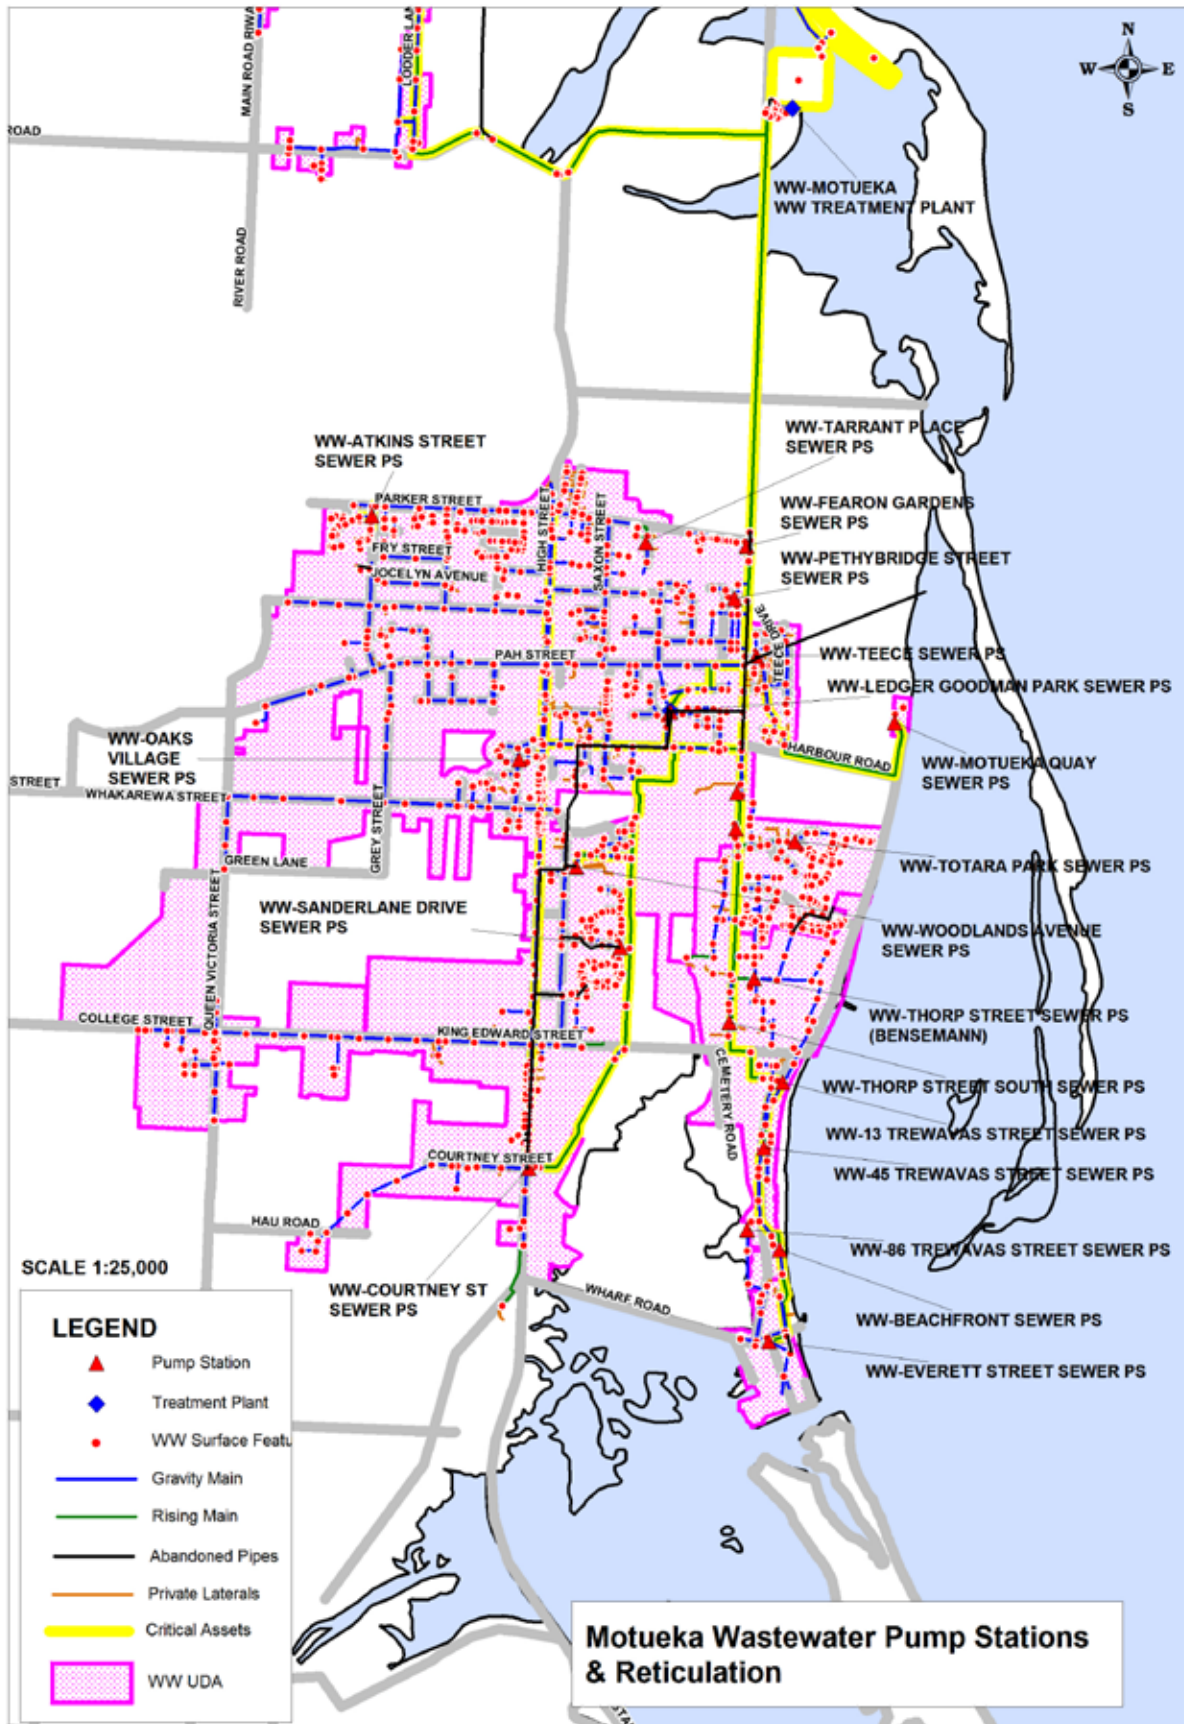 MAIN ROAD RIWA
LODDER LAN
N
W
E
S
ROAD
WW-MOTUEKA
WW TREATMENT PLANT
RIVER ROAD
WW-TARRANT PLACE
SEWER PS
WW-ATKINS STREET
SEWER PS
PARKER STREET
HIGH STREET
SAXON STREET
WW-FEARON GARDENS
SEWER PS
FRY STREET
JOCELYN AVENUE
WW-PETHYBRIDGE STREET
SEWER PS
TEECE DRIVE
PAH STREET
WW-TEECE SEWER PS
WW-LEDGER GOODMAN PARK SEWER PS
WW-OAKS
VILLAGE
SEWER PS
HARBOUR ROAD
WW-MOTUEKA QUAY
SEWER PS
STREET
WHAKAREWA STREET
GREY STREET
GREEN LANE
WW-TOTARA PARK SEWER PS
QUEEN VICTORIA STREET
WW-SANDERLANE DRIVE
SEWER PS
WW-WOODLANDS AVENUE
SEWER PS
COLLEGE STREET
KING EDWARD STREET
WW-THORP STREET SEWER PS
(BENSEMANN)
CEMETERY ROAD
WW-THORP STREET SOUTH SEWER PS
WW-13 TREWAVAS STREET SEWER PS
COURTNEY STREET
WW-45 TREWAVAS STREET SEWER PS
HAU ROAD
WW-86 TREWAVAS STREET SEWER PS
SCALE 1:25,000
WW-COURTNEY ST
SEWER PS
WHARF ROAD
WW-BEACHFRONT SEWER PS
WW-EVERETT STREET SEWER PS
LEGEND
Pump Station
Treatment Plant
WW Surface Featu
Gravity Main
Rising Main
Abandoned Pipes
Private Laterals
Critical Assets
WW UDA
Motueka Wastewater Pump Stations
& Reticulation